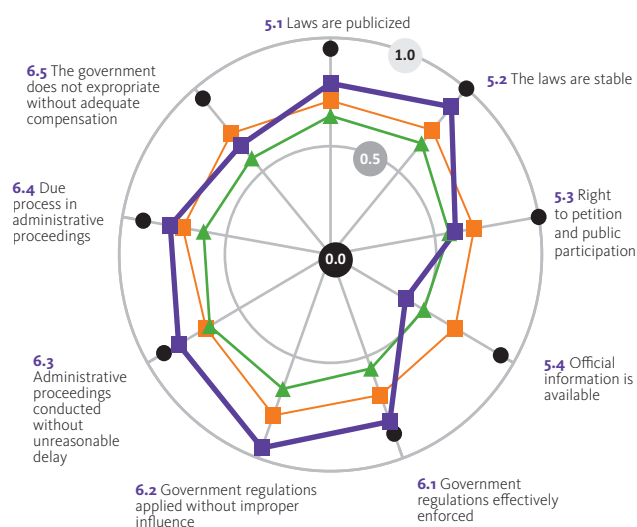 5.1 Laws are publicized
1.0
5.2 The laws are stable
6.5 The government
does not expropriate
without adequate
compensation
0.5
5.3 Right
to petition
and public
participation
6.4 Due
process in
administrative
proceedings
0.0
5.4 Official
information is
available
6.3
Administrative
proceedings
conducted
without
unreasonable
delay
6.2 Government regulations
applied without improper
influence
6.1 Government
regulations effectively
enforced